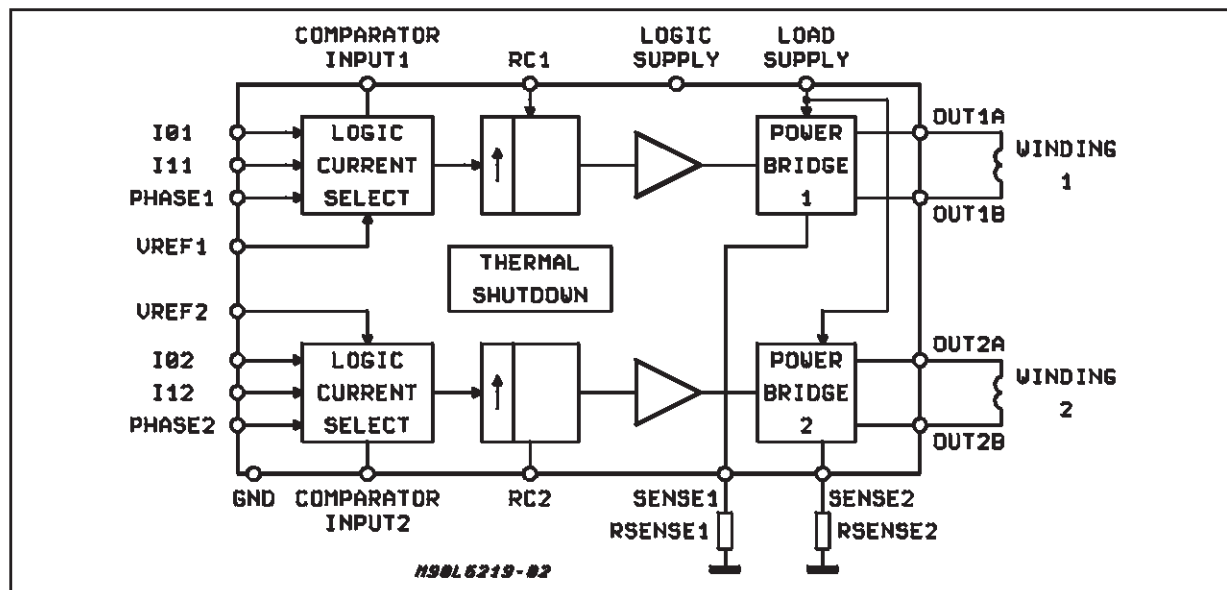 COMPARATOR
INPUT1
RC1
LOGIC
SUPPLY
LOAD
SUPPLY
I01
I11
PHASE1
VREF1
LOGIC
CURRENT
SELECT
POWER
BRIDGE
1
OUT1A
OUT1B
WINDING
1
THERMAL
SHUTDOWN
VREF2
I02
I12
PHASE2
LOGIC
CURRENT
SELECT
POWER
BRIDGE
2
OUT2A
OUT2B
WINDING
2
GND
COMPARATOR
INPUT2
RC2
SENSE1
RSENSE1
SENSE2
RSENSE2
M90L6219-02